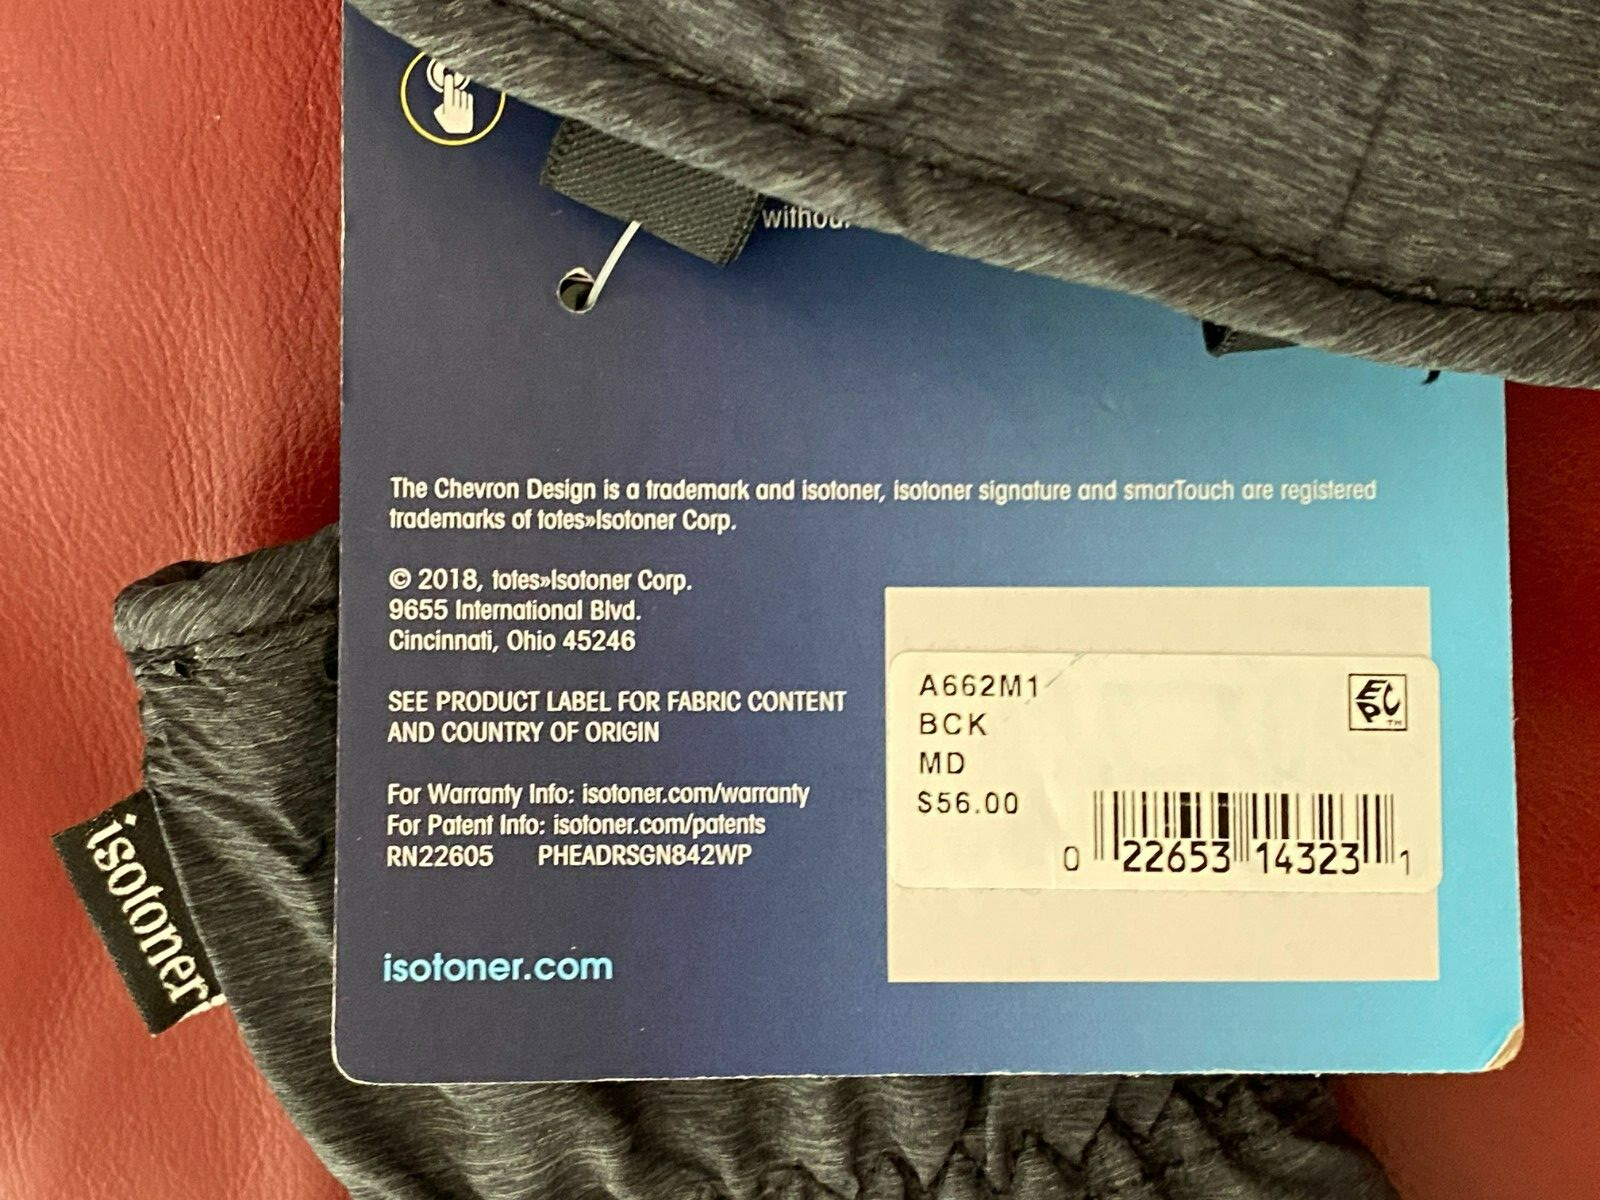 The Chevron Design is a trademark and isotoner, isotoner signature and smarTouch are registered
trademarks of totes»Isotoner Corp.
© 2018, totes»Isotoner Corp.
9655 International Blvd.
Cincinnati, Ohio 45246
SEE PRODUCT LABEL FOR FABRIC CONTENT
AND COUNTRY OF ORIGIN
For Warranty Info: isotoner.com/warranty
For Patent Info: isotoner.com/patents
RN22605 PHEADRSGN842WP
isotoner.com
A662M1
BCK
MD
$56.00
0 22653 14323 1
EPC™
isotoner